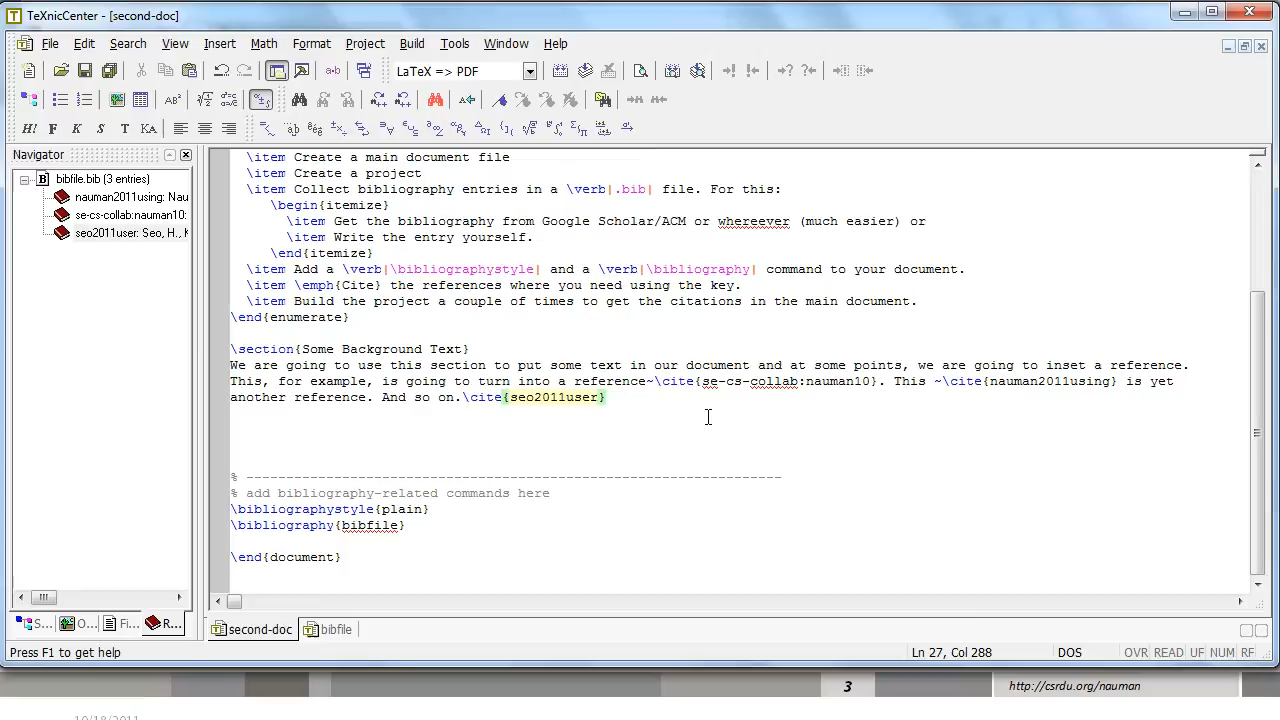 TeXnicCenter - [second-doc]
File Edit Search View Insert Math Format Project Build Tools Window Help
LaTeX => PDF
Navigator
bibfile.bib (3 entries)
nauman2011using: Nau
se-cs-collab:nauman10:
seo2011user: Seo, H.,
\item Create a main document file
\item Create a project
\item Collect bibliography entries in a \verb|.bib| file. For this:
\begin{itemize}
\item Get the bibliography from Google Scholar/ACM or whereever (much easier) or
\item Write the entry yourself.
\end{itemize}
\item Add a \verb|\bibliographystyle| and a \verb|\bibliography| command to your document.
\item \emph{Cite} the references where you need using the key.
\item Build the project a couple of times to get the citations in the main document.
\end{enumerate}
\section{Some Background Text}
We are going to use this section to put some text in our document and at some points, we are going to inset a reference.
This, for example, is going to turn into a reference~\cite{se-cs-collab:nauman10}. This ~\cite{nauman2011using} is yet
another reference. And so on.\cite{seo2011user}
% -------------------------------------------------------------------
% add bibliography-related commands here
\bibliographystyle{plain}
\bibliography{bibfile}
\end{document}
S... O... Fi... R...
second-doc bibfile
Press F1 to get help Ln 27, Col 288 DOS OVR READ UF NUM RF
3 http://csrdu.org/nauman
10/18/2011